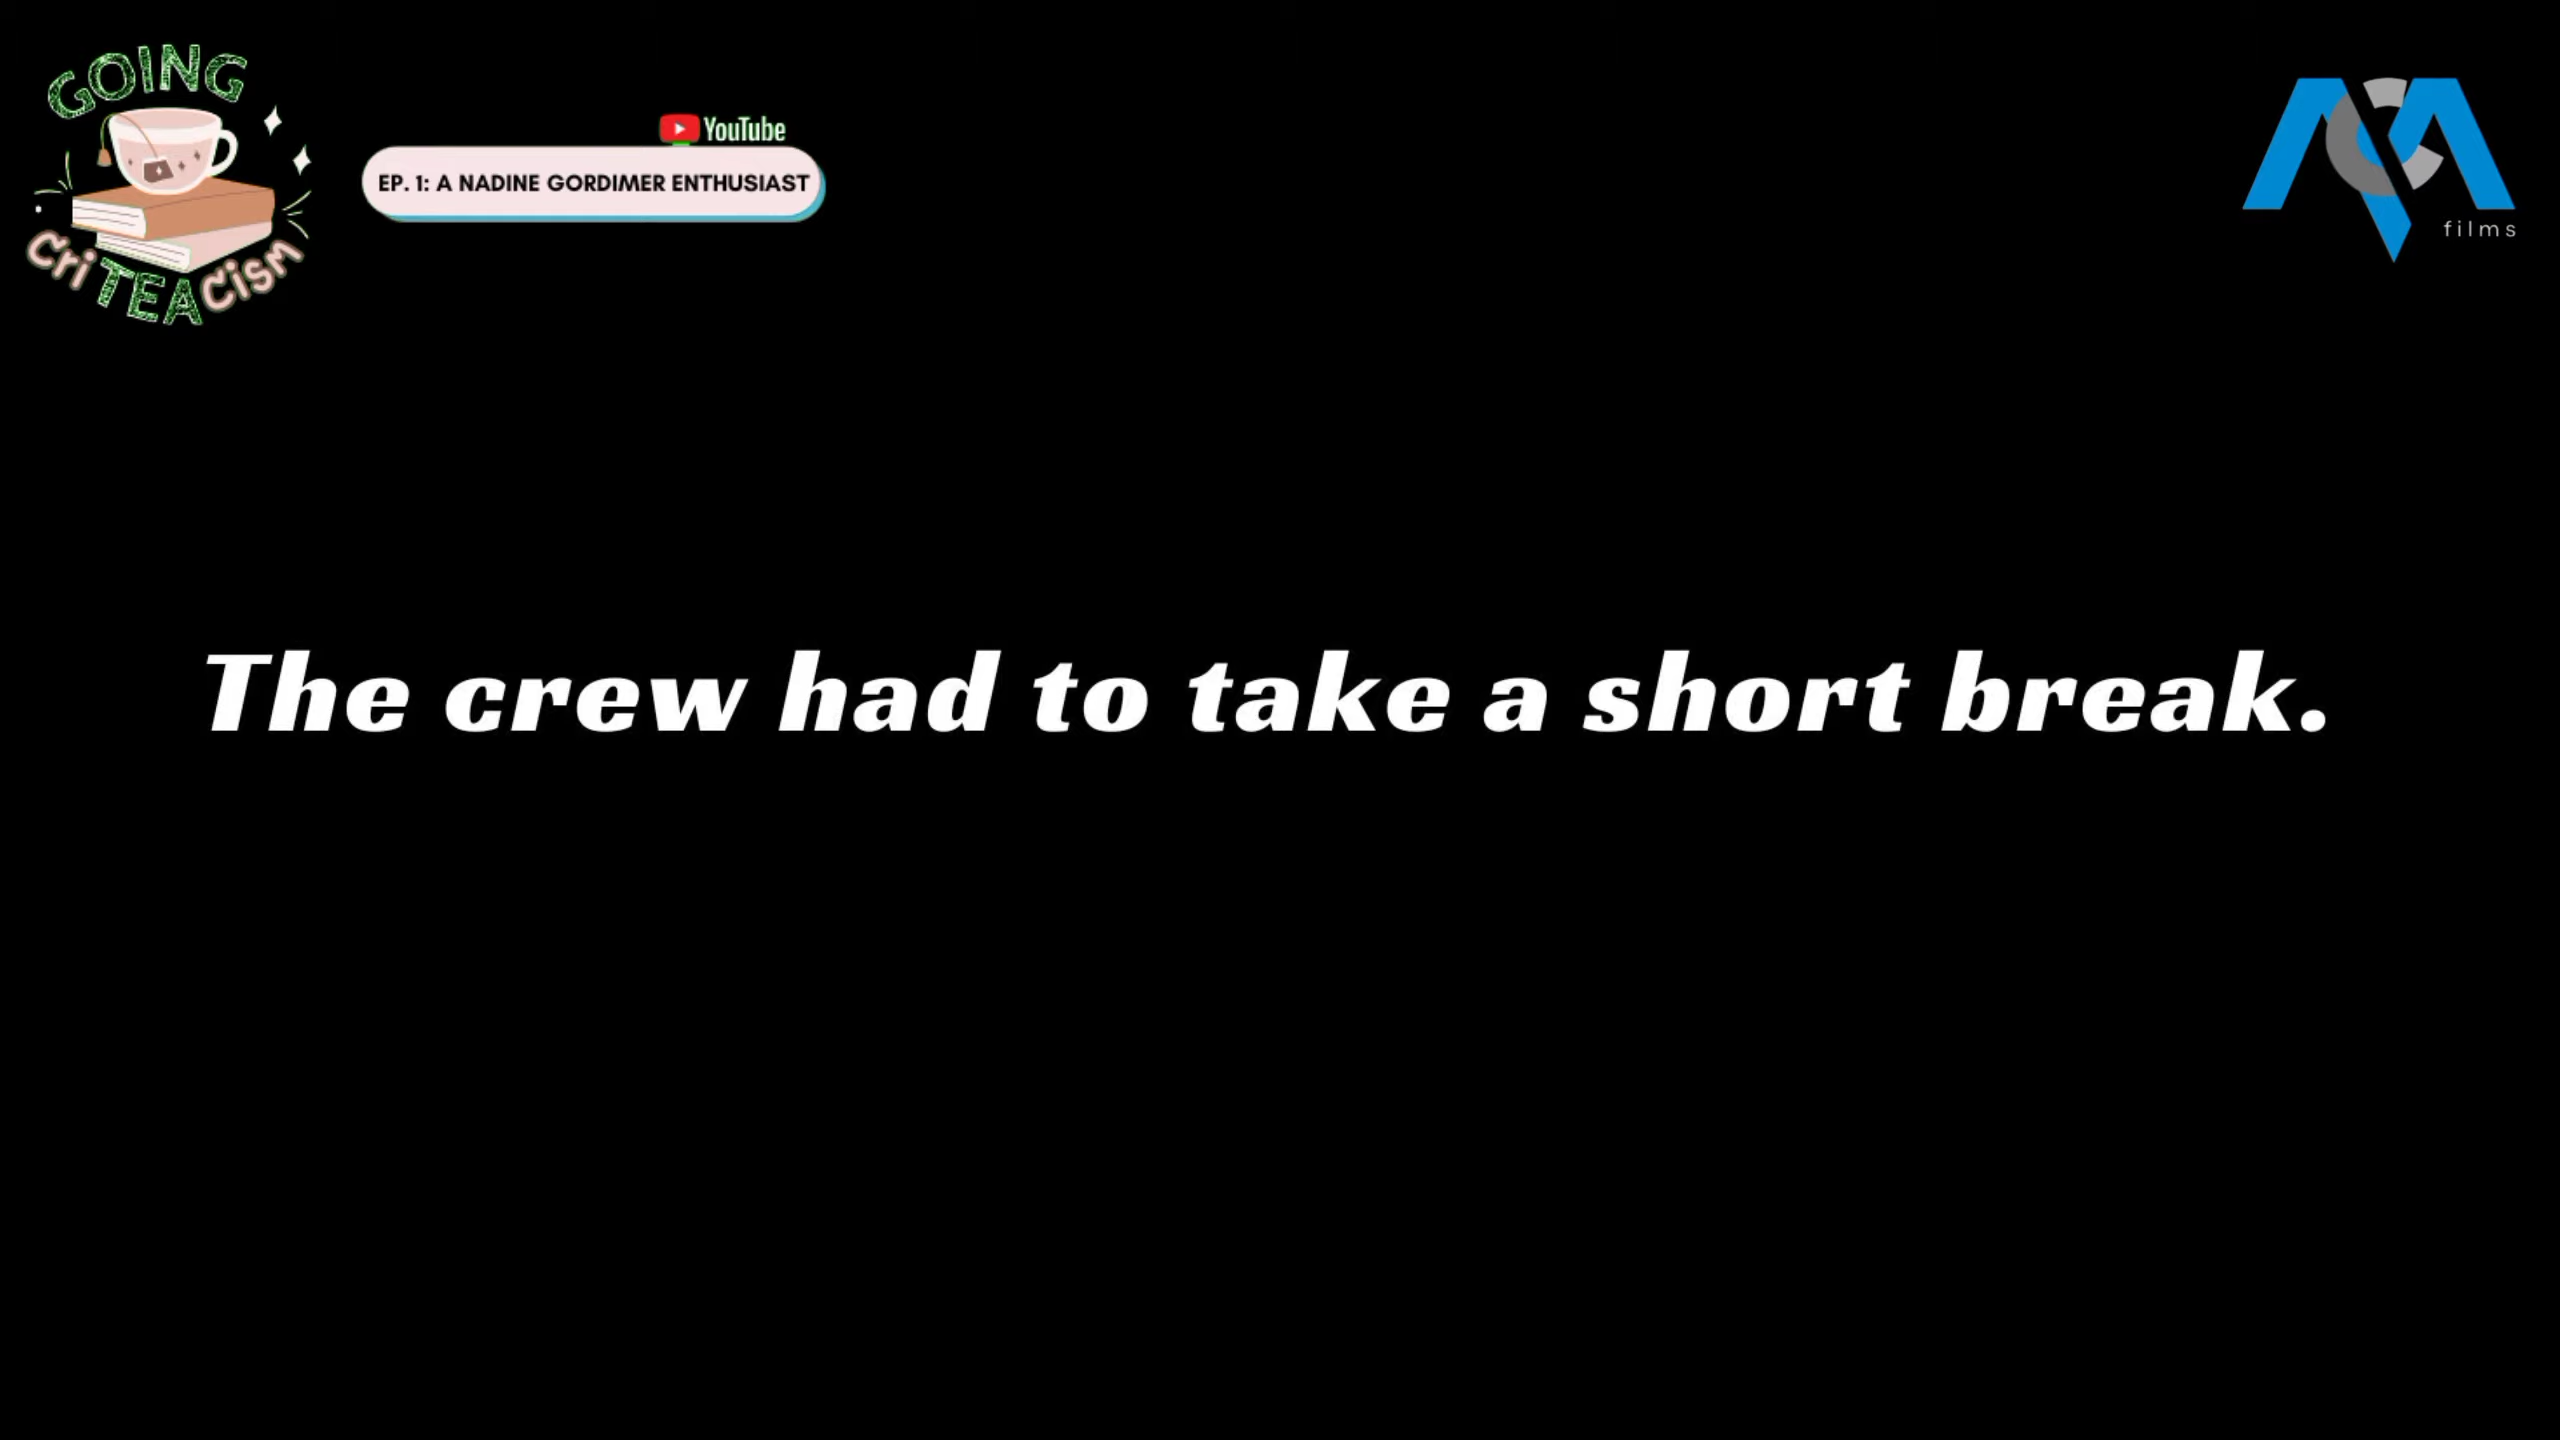 GOING
CriTEACism
YouTube
EP. 1: A NADINE GORDIMER ENTHUSIAST
films
The crew had to take a short break.